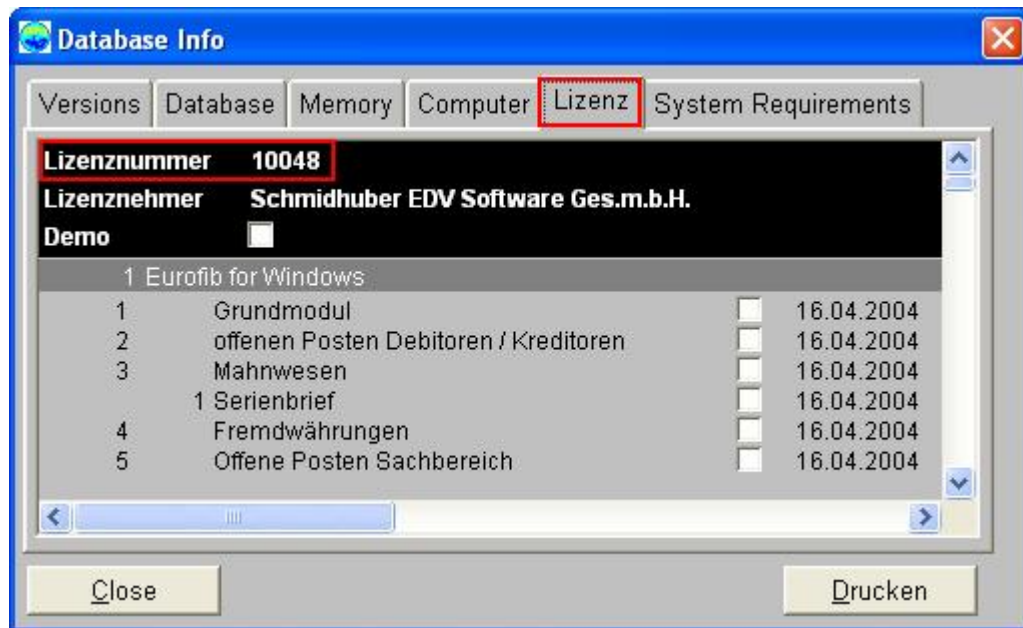 Database Info
Versions Database Memory Computer Lizenz System Requirements
Lizenznummer 10048
Lizenznehmer Schmidhuber EDV Software Ges.m.b.H.
Demo
1 Eurofib for Windows
1 Grundmodul 16.04.2004
2 offenen Posten Debitoren / Kreditoren 16.04.2004
3 Mahnwesen 16.04.2004
1 Serienbrief 16.04.2004
4 Fremdwährungen 16.04.2004
5 Offene Posten Sachbereich 16.04.2004
Close Drucken